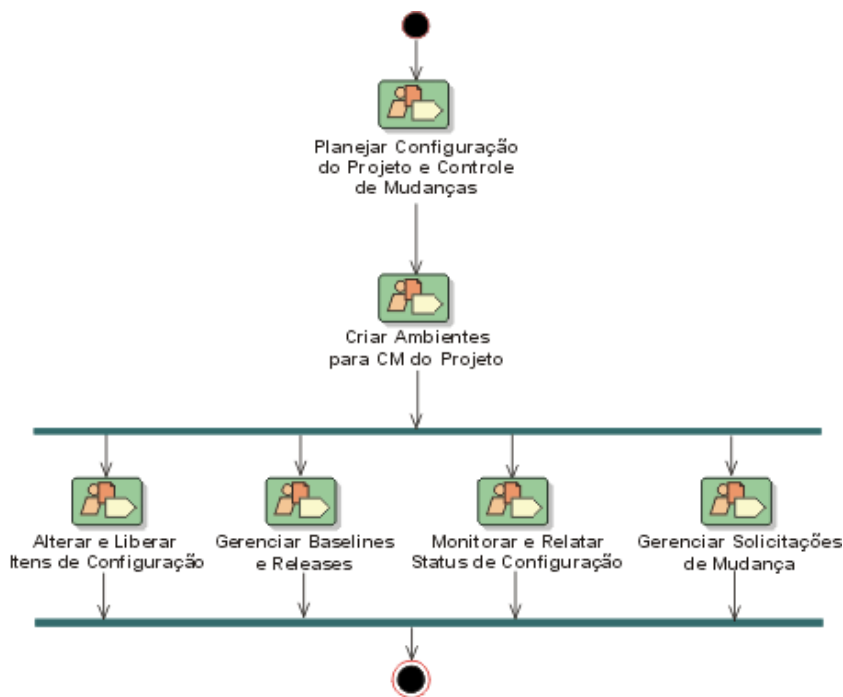 Planejar Configuração
do Projeto e Controle
de Mudanças
Criar Ambientes
para CM do Projeto
Alterar e Liberar
Itens de Configuração
Gerenciar Baselines
e Releases
Monitorar e Relatar
Status de Configuração
Gerenciar Solicitações
de Mudança